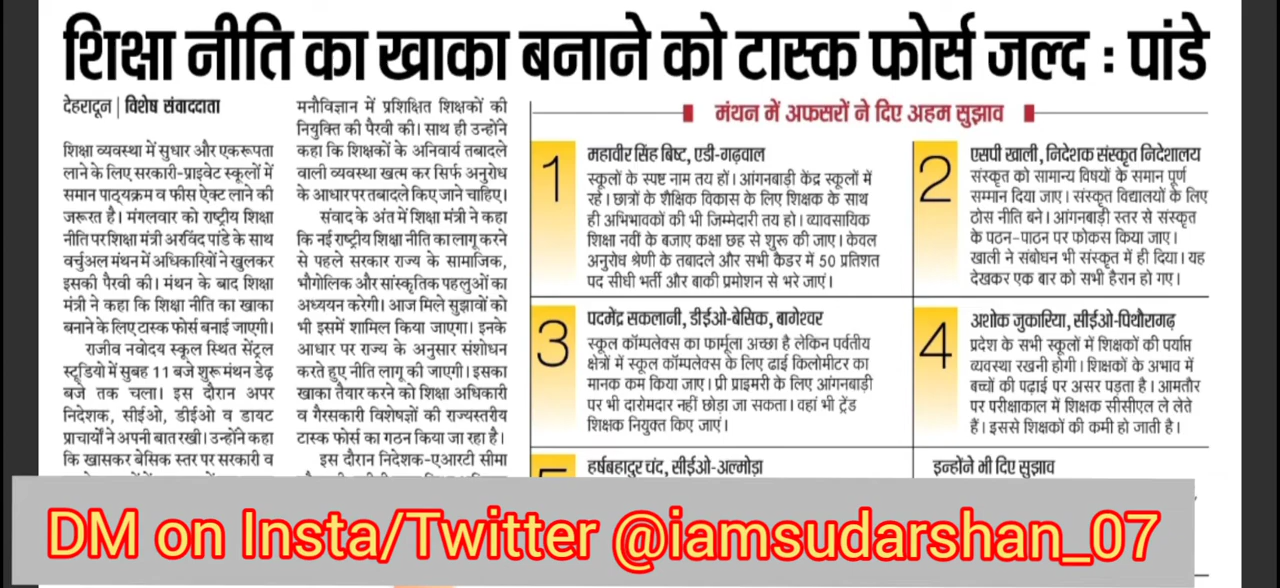 शिक्षा नीति का खाका बनाने को टास्क फोर्स जल्द : पांडे
देहरादून | विशेष संवाददाता
शिक्षा व्यवस्था में सुधार और एकरूपता
लाने के लिए सरकारी-प्राइवेट स्कूलों में
समान पाठ्यक्रम व फीस ऐक्ट लाने की
जरूरत है। मंगलवार को राष्ट्रीय शिक्षा
नीति पर शिक्षा मंत्री अरविंद पांडे के साथ
वर्चुअल मंथन में अधिकारियों ने खुलकर
इसकी पैरवी की। मंथन के बाद शिक्षा
मंत्री ने कहा कि शिक्षा नीति का खाका
बनाने के लिए टास्क फोर्स बनाई जाएगी।
राजीव नवोदय स्कूल स्थित सेंट्रल
स्टूडियो में सुबह 11 बजे शुरू मंथन डेढ़
बजे तक चला। इस दौरान अपर
निदेशक, सीईओ, डीईओ व डायट
प्राचार्यों ने अपनी बात रखी। उन्होंने कहा
कि खासकर बेसिक स्तर पर सरकारी व
मनौविज्ञान में प्रशिक्षित शिक्षकों की
नियुक्ति की पैरवी की। साथ ही उन्होंने
कहा कि शिक्षकों के अनिवार्य तबादले
वाली व्यवस्था खत्म कर सिर्फ अनुरोध
के आधार पर तबादले किए जाने चाहिए।
संवाद के अंत में शिक्षा मंत्री ने कहा
कि नई राष्ट्रीय शिक्षा नीति का लागू करने
से पहले सरकार राज्य के सामाजिक,
भौगोलिक और सांस्कृतिक पहलुओं का
अध्ययन करेगी। आज मिले सुझावों को
भी इसमें शामिल किया जाएगा। इनके
आधार पर राज्य के अनुसार संशोधन
करते हुए नीति लागू की जाएगी। इसका
खाका तैयार करने को शिक्षा अधिकारी
व गैरसकारी विशेषज्ञों की राज्यस्तरीय
टास्क फोर्स का गठन किया जा रहा है।
इस दौरान निदेशक-एआरटी सीमा
मंथन में अफसरों ने दिए अहम सुझाव
1
महावीर सिंह बिष्ट, एडी-गढ़वाल
स्कूलों के स्पष्ट नाम तय हों। आंगनबाड़ी केंद्र स्कूलों में
रहे। छात्रों के शैक्षिक विकास के लिए शिक्षक के साथ
ही अभिभावकों की भी जिम्मेदारी तय हो। व्यावसायिक
शिक्षा नवीं के बजाए कक्षा छह से शुरू की जाए। केवल
अनुरोध श्रेणी के तबादले और सभी कैडर में 50 प्रतिशत
पद सीधी भर्ती और बाकी प्रमोशन से भरे जाएं।
2
एसपी खाली, निदेशक संस्कृत निदेशालय
संस्कृत को सामान्य विषयों के समान पूर्ण
सम्मान दिया जाए। संस्कृत विद्यालयों के लिए
ठोस नीति बने। आंगनबाड़ी स्तर से संस्कृत
के पठन-पाठन पर फोकस किया जाए।
खाली ने संबोधन भी संस्कृत में ही दिया। यह
देखकर एक बार को सभी हैरान हो गए।
3
पदमेंद्र सकलानी, डीईओ-बेसिक, बागेश्वर
स्कूल कॉम्पलेक्स का फार्मूला अच्छा है लेकिन पर्वतीय
क्षेत्रों में स्कूल कॉम्पलेक्स के लिए ढाई किलोमीटर का
मानक कम किया जाए। प्री प्राइमरी के लिए आंगनबाड़ी
पर भी दारोमदार नहीं छोड़ा जा सकता। वहां भी ट्रेंड
शिक्षक नियुक्त किए जाएं।
4
अशोक जुकारिया, सीईओ-पिथौरागढ़
प्रदेश के सभी स्कूलों में शिक्षकों की पर्याप्त
व्यवस्था रखनी होगी। शिक्षकों के अभाव में
बच्चों की पढ़ाई पर असर पड़ता है। आमतौर
पर परीक्षाकाल में शिक्षक सीसीएल ले लेते
हैं। इससे शिक्षकों की कमी हो जाती है।
हर्षबहादुर चंद, सीईओ-अल्मोड़ा
इन्होंने भी दिए सुझाव
DM on Insta/Twitter @iamsudarshan_07